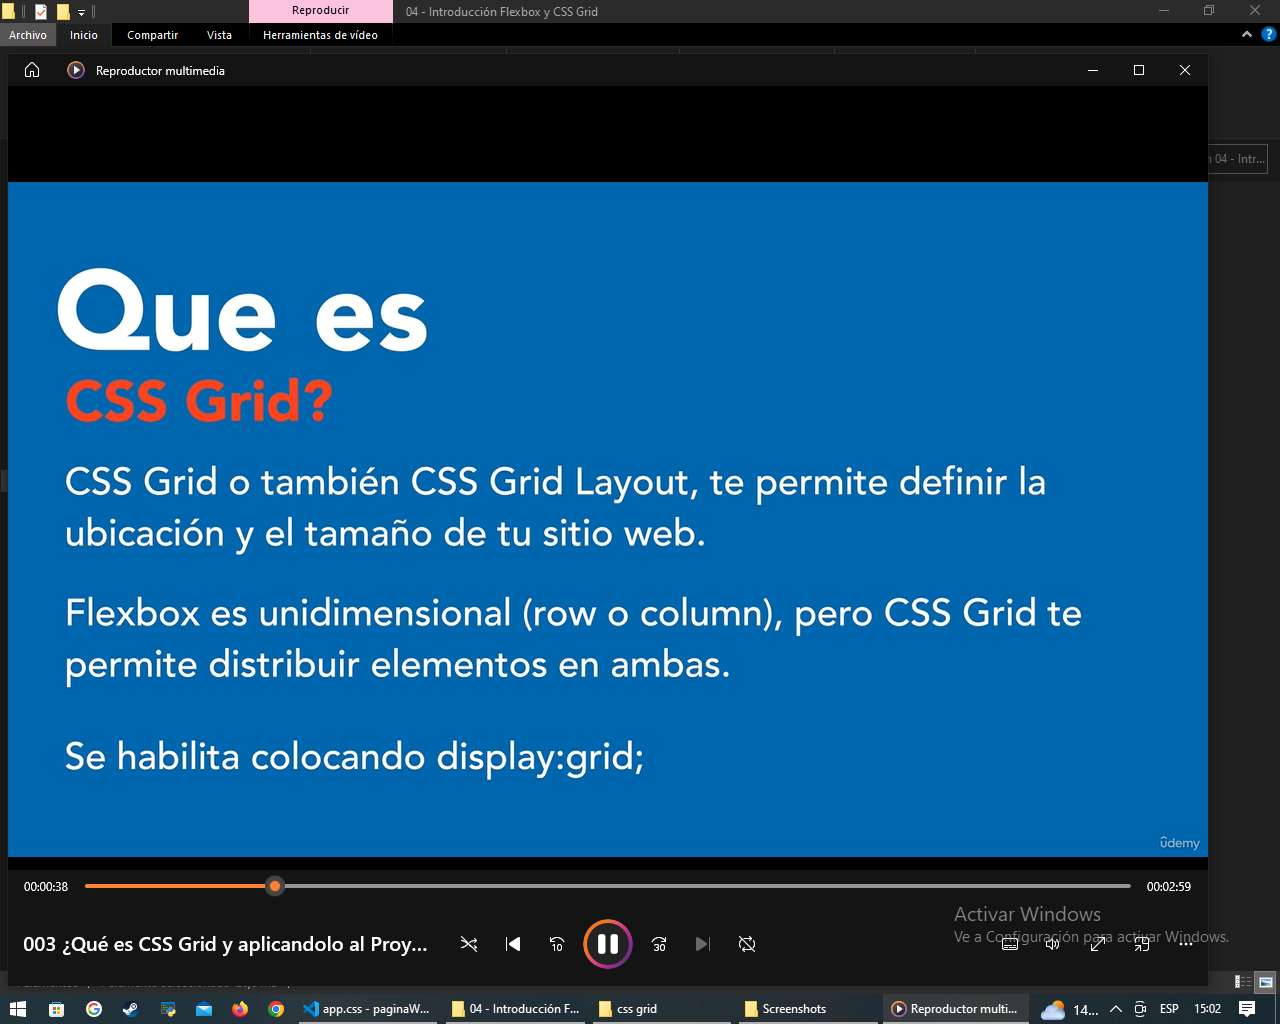 Reproducir
04 - Introducción Flexbox y CSS Grid
Archivo
Inicio
Compartir
Vista
Herramientas de vídeo
Reproductor multimedia
04 - Intr...
Que es
CSS Grid?
CSS Grid o también CSS Grid Layout, te permite definir la
ubicación y el tamaño de tu sitio web.
Flexbox es unidimensional (row o column), pero CSS Grid te
permite distribuir elementos en ambas.
Se habilita colocando display:grid;
ûdemy
00:00:38
00:02:59
Activar Windows
Ve a Configuración para activar Windows.
003 ¿Qué es CSS Grid y aplicandolo al Proy...
10
30
app.css - paginaW...
04 - Introducción F...
css grid
Screenshots
Reproductor multi...
14...
ESP
15:02